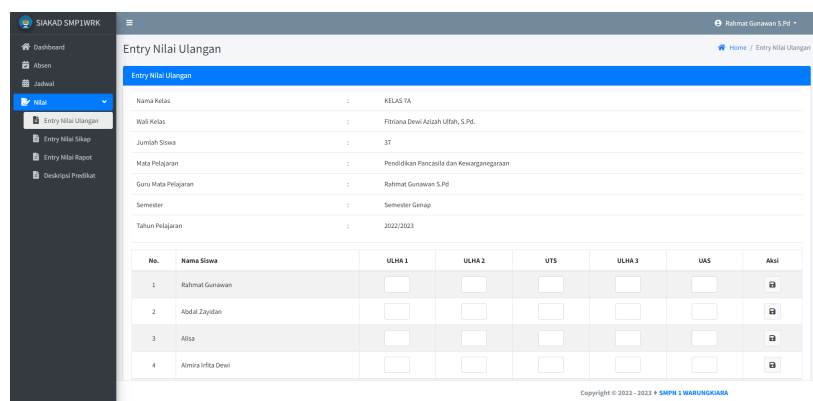 SIAKAD SMP1WRK
Rahmat Gunawan S.Pd
Dashboard
Absen
Jadwal
Nilai
Entry Nilai Ulangan
Entry Nilai Sikap
Entry Nilai Rapot
Deskripsi Predikat
Entry Nilai Ulangan
Home / Entry Nilai Ulangan
Entry Nilai Ulangan
Nama Kelas : KELAS 7A
Wali Kelas : Fitriana Dewi Azizah Ulfah, S.Pd.
Jumlah Siswa : 37
Mata Pelajaran : Pendidikan Pancasila dan Kewarganegaraan
Guru Mata Pelajaran : Rahmat Gunawan S.Pd
Semester : Semester Genap
Tahun Pelajaran : 2022/2023
No. Nama Siswa ULHA 1 ULHA 2 UTS ULHA 3 UAS Aksi
1 Rahmat Gunawan
2 Abdal Zayidan
3 Alisa
4 Almira Irfita Dewi
Copyright © 2022 - 2023 ♦ SMPN 1 WARUNGKIARA